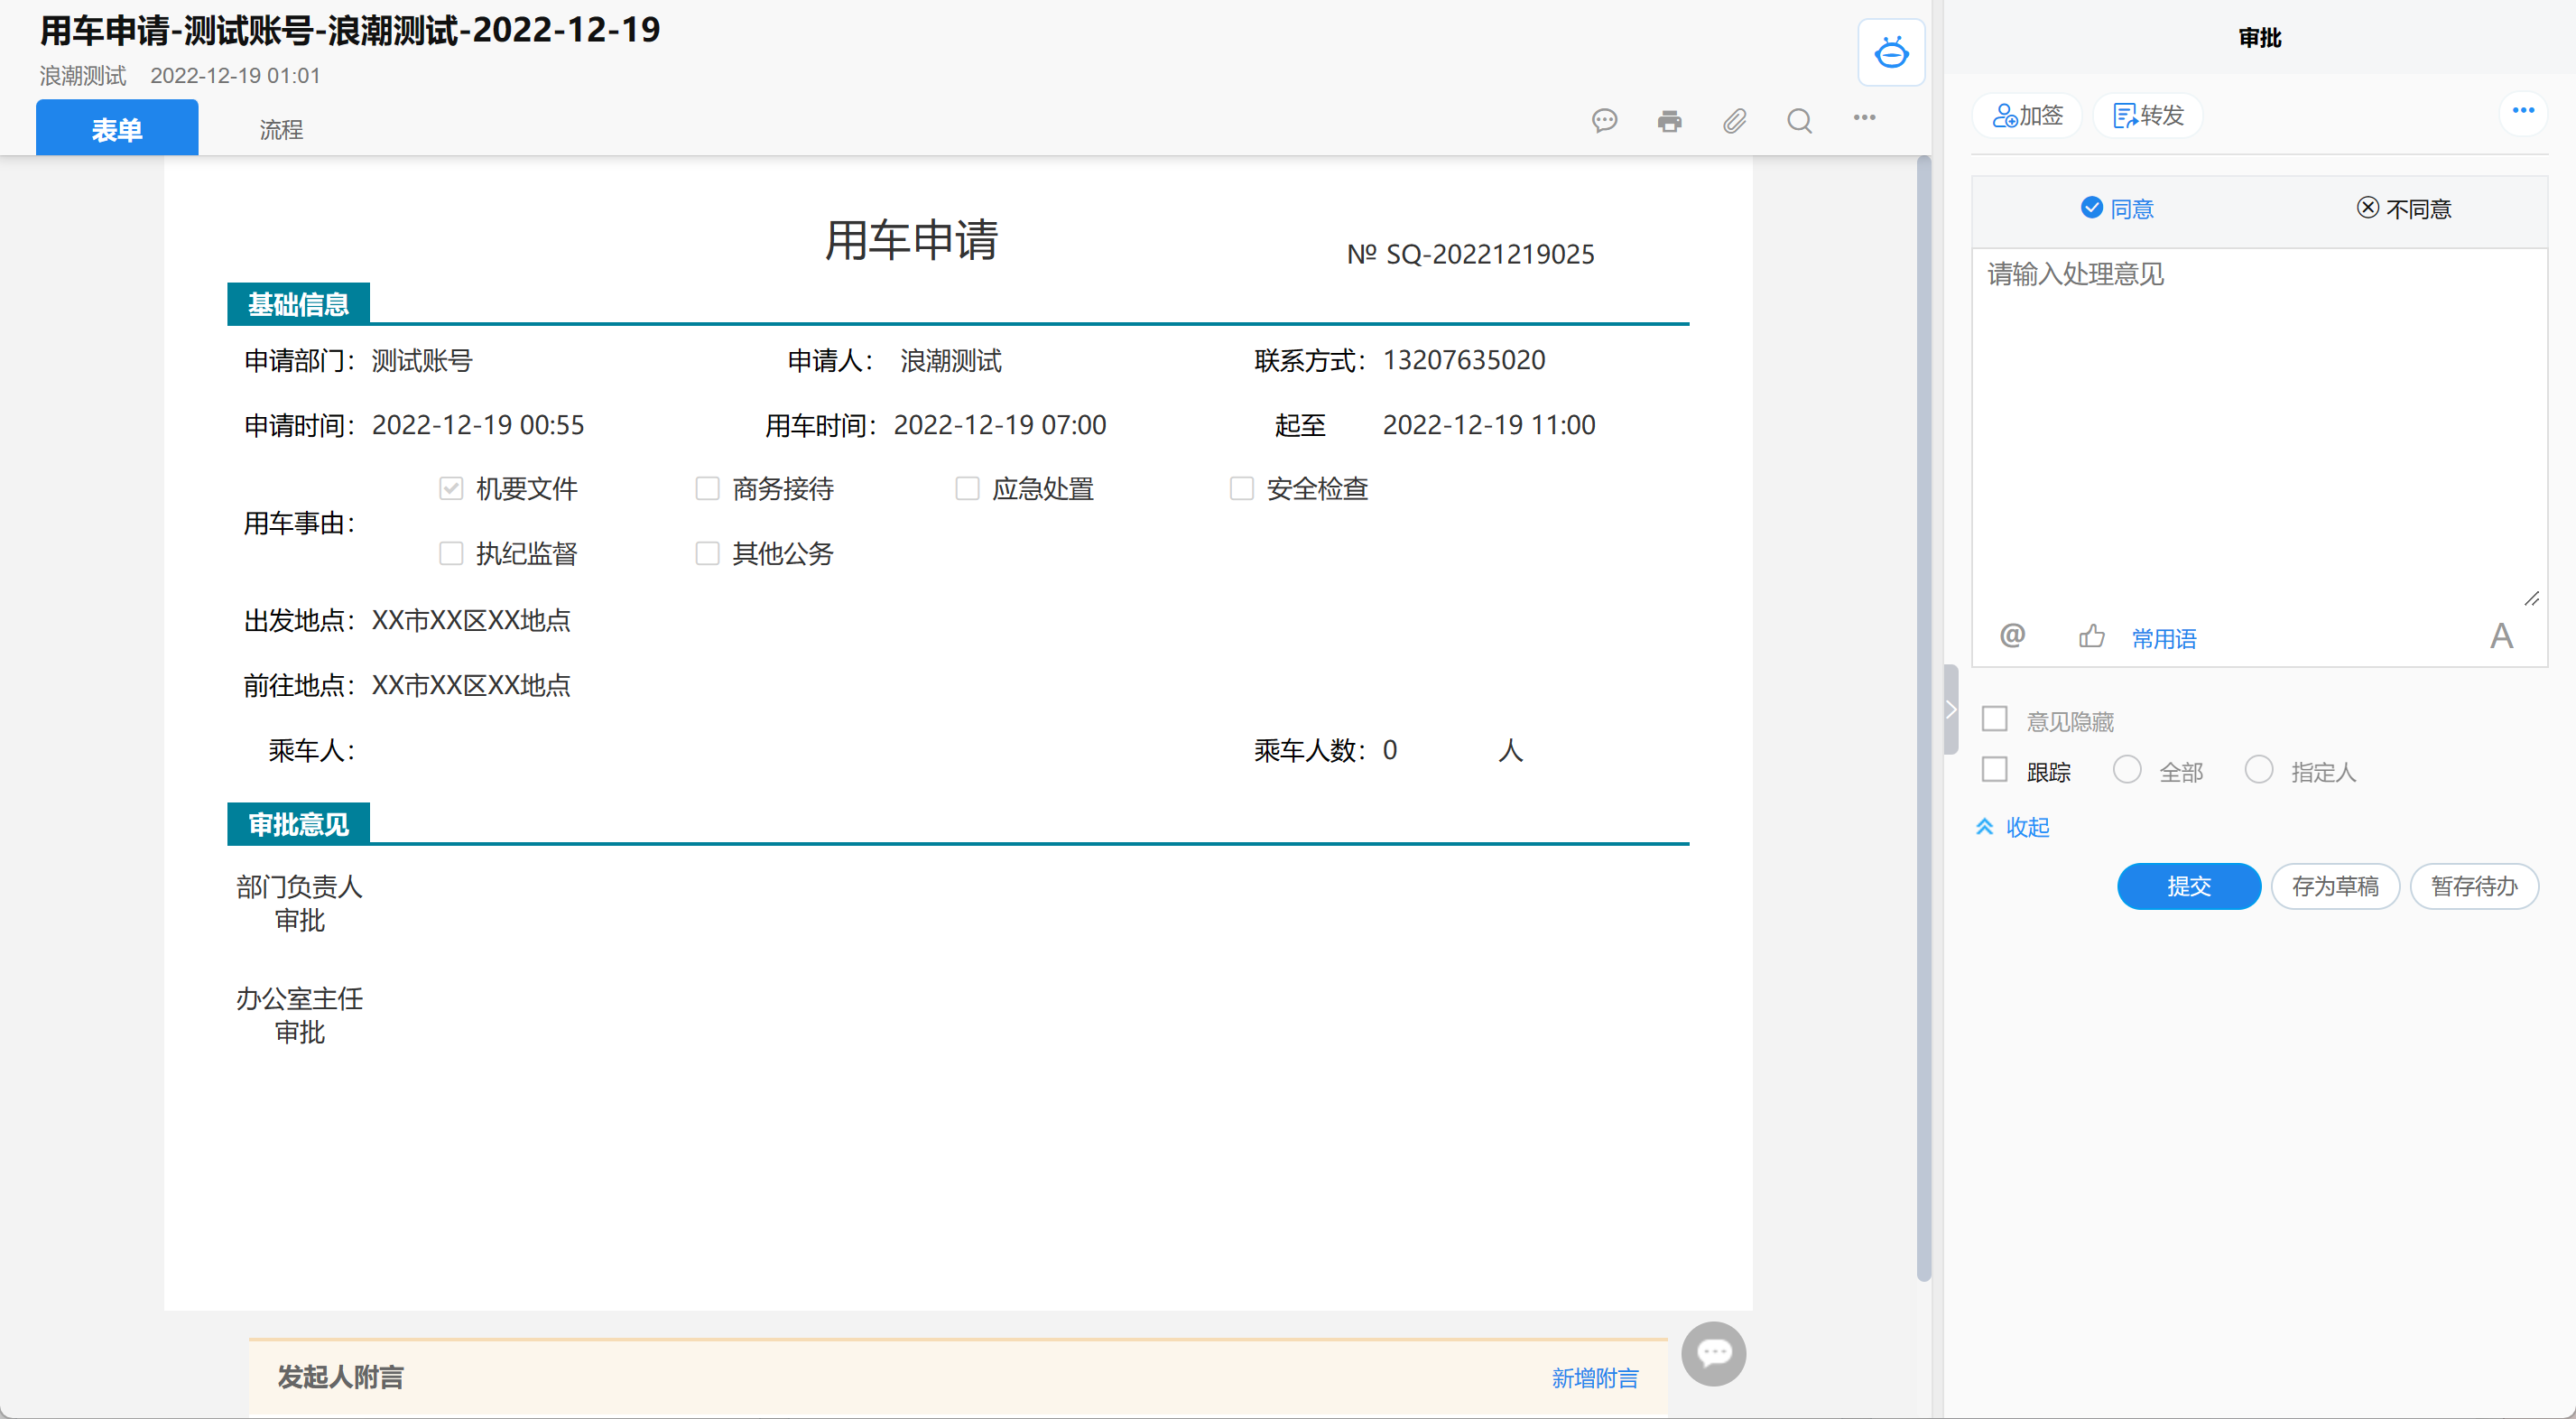 用车申请-测试账号-浪潮测试-2022-12-19
浪潮测试 2022-12-19 01:01
表单 流程
用车申请
№ SQ-20221219025
基础信息
申请部门： 测试账号 申请人： 浪潮测试 联系方式： 13207635020
申请时间： 2022-12-19 00:55 用车时间： 2022-12-19 07:00 起至 2022-12-19 11:00
机要文件 商务接待 应急处置 安全检查
用车事由：
执纪监督 其他公务
出发地点： XX市XX区XX地点
前往地点： XX市XX区XX地点
乘车人： 乘车人数： 0 人
审批意见
部门负责人
审批
办公室主任
审批
发起人附言 新增附言
审批
加签 转发
同意 不同意
请输入处理意见
@ 常用语 A
意见隐藏
跟踪 全部 指定人
收起
提交 存为草稿 暂存待办